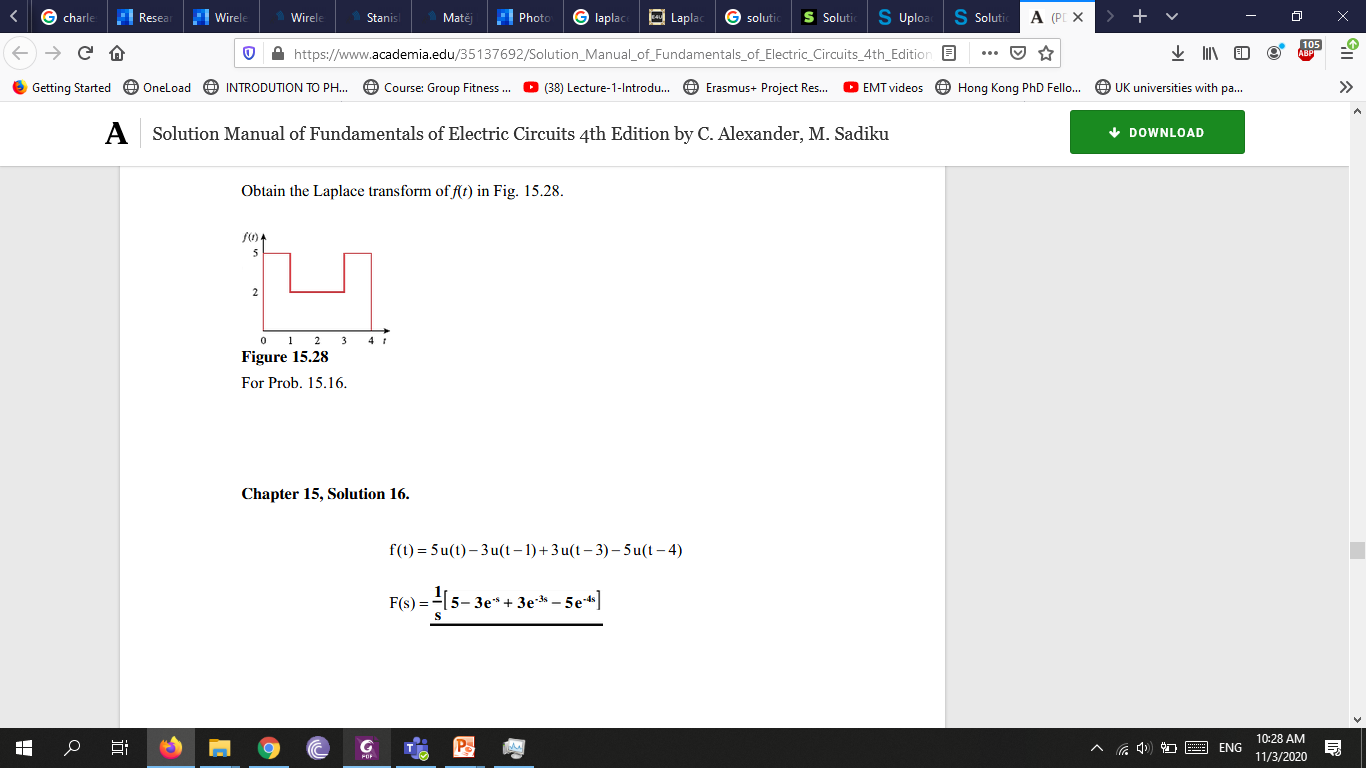 charle
Resear
Wirele
Wirele
Stanisl
Matěj
Photo
laplace
Laplac
solutio
Solutio
Uploa
Solutio
(PD
https://www.academia.edu/35137692/Solution_Manual_of_Fundamentals_of_Electric_Circuits_4th_Edition
105
ABP
Getting Started OneLoad INTRODUTION TO PH... Course: Group Fitness ... (38) Lecture-1-Introdu... Erasmus+ Project Res... EMT videos Hong Kong PhD Fello... UK universities with pa...
A Solution Manual of Fundamentals of Electric Circuits 4th Edition by C. Alexander, M. Sadiku DOWNLOAD
Obtain the Laplace transform of f(t) in Fig. 15.28.
f(t)
5
2
0 1 2 3 4 t
Figure 15.28
For Prob. 15.16.
Chapter 15, Solution 16.
f(t) = 5u(t) – 3u(t – 1) + 3u(t – 3) – 5u(t – 4)
F(s) = 1/s [5 – 3e^-s + 3e^-3s – 5e^-4s]
ENG
10:28 AM
11/3/2020